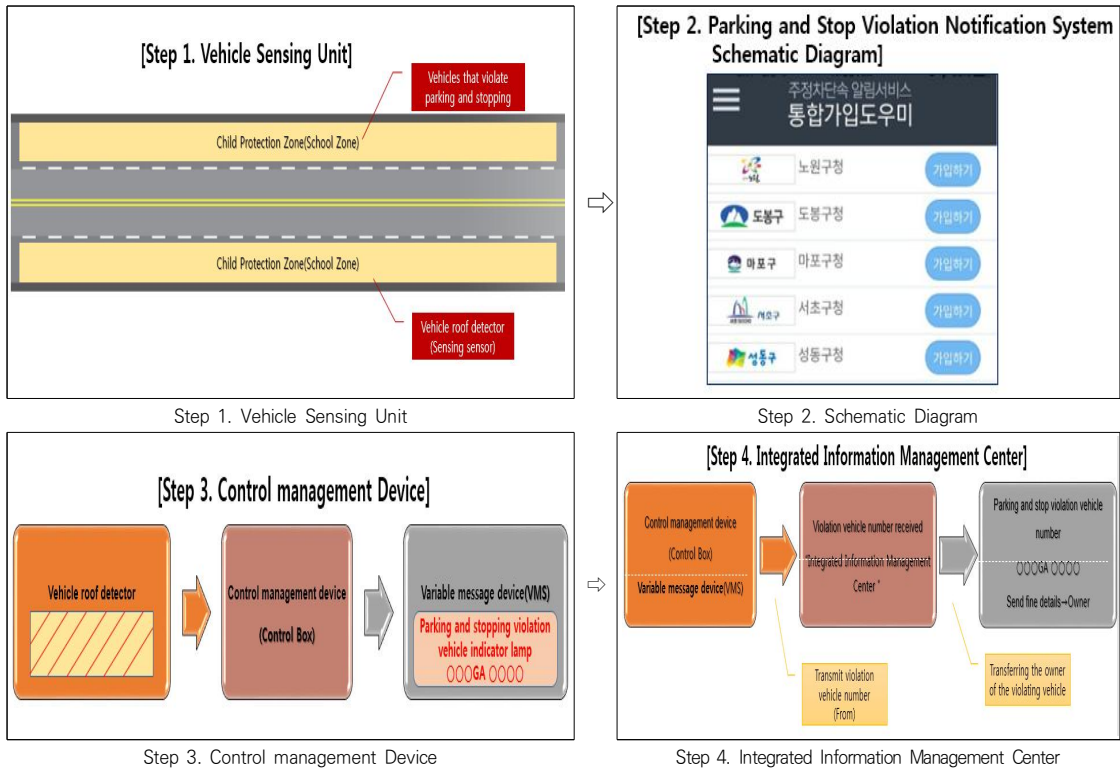 [Step 1. Vehicle Sensing Unit]
Vehicles that violate
parking and stopping
Child Protection Zone(School Zone)
Child Protection Zone(School Zone)
Vehicle roof detector
(Sensing sensor)
Step 1. Vehicle Sensing Unit
[Step 2. Parking and Stop Violation Notification System
Schematic Diagram]
주정차단속 알림서비스
통합가입도우미
노원구청
가입하기
도봉구
도봉구청
가입하기
마포구
마포구청
가입하기
서초구
서초구청
가입하기
성동구
성동구청
가입하기
Step 2. Schematic Diagram
[Step 3. Control management Device]
Vehicle roof detector
Control management device
(Control Box)
Variable message device(VMS)
Parking and stopping violation
vehicle indicator lamp
○○○GA ○○○○
Step 3. Control management Device
[Step 4. Integrated Information Management Center]
Control management device
(Control Box)
Variable message device(VMS)
Violation vehicle number received
"Integrated Information Management
Center"
Parking and stop violation vehicle
number
○○○GA ○○○○
Send fine details→Owner
Transmit violation
vehicle number
(From)
Transferring the owner
of the violating vehicle
Step 4. Integrated Information Management Center